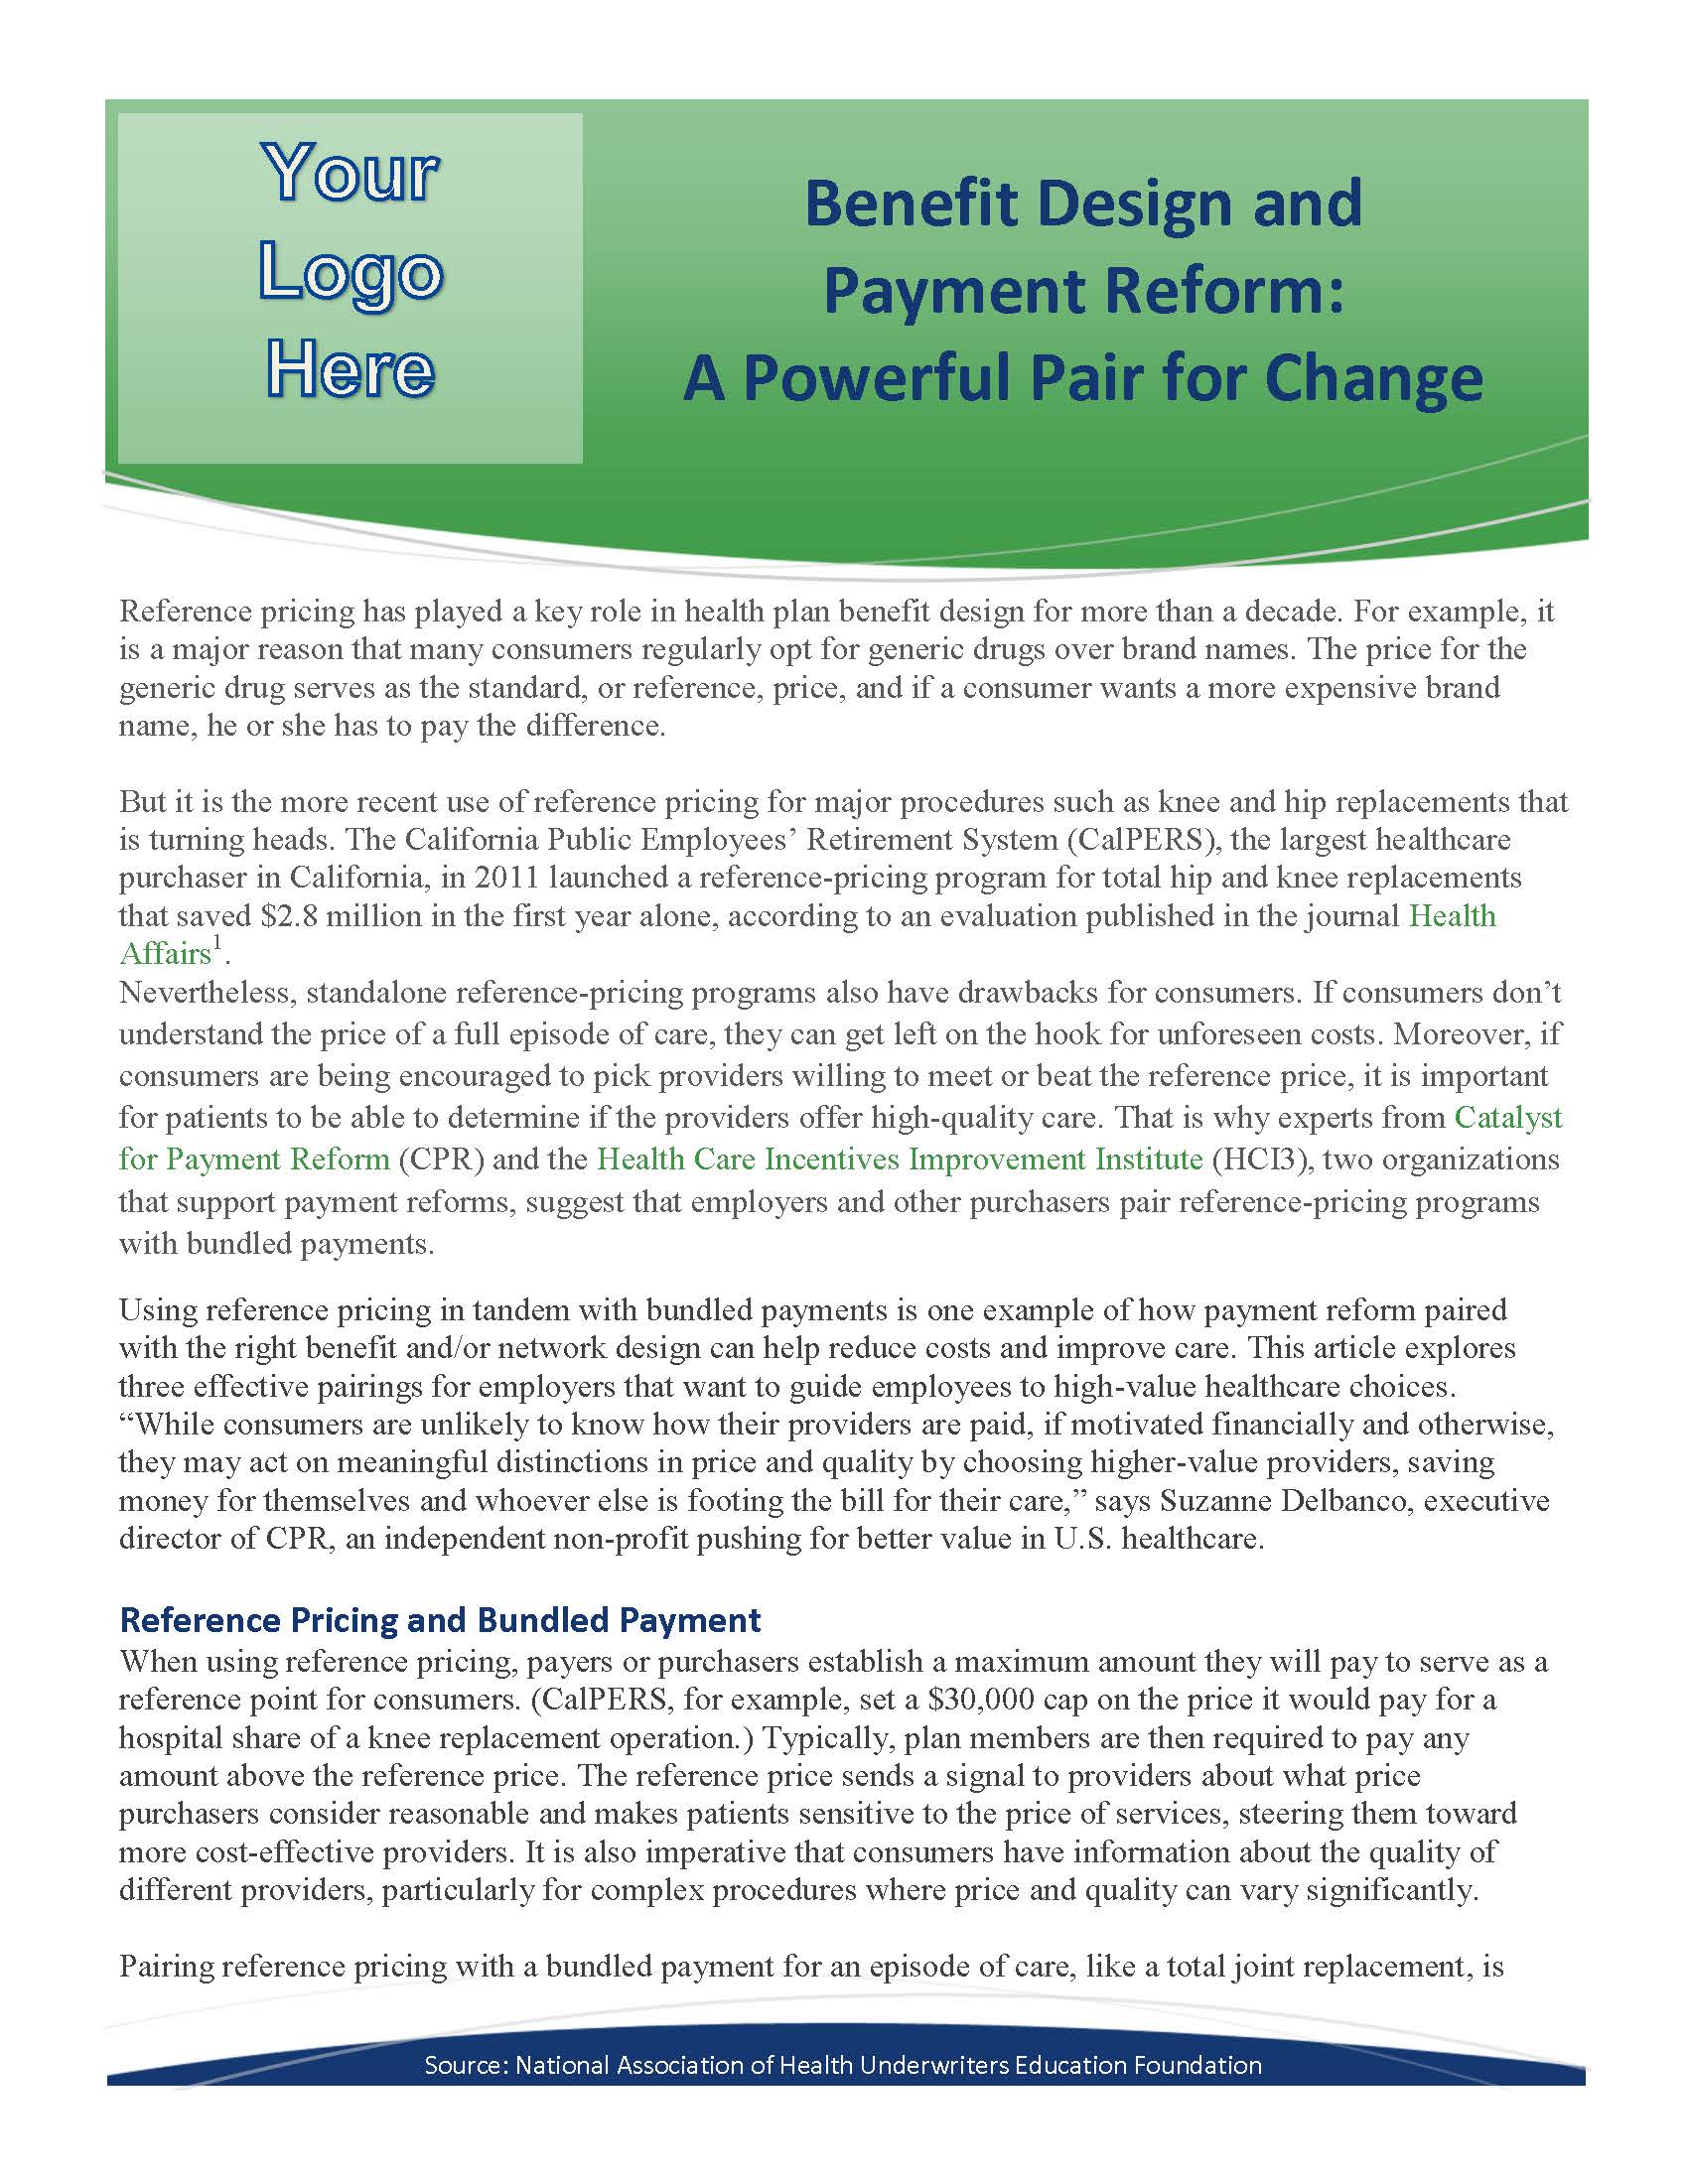 Your
Logo
Here
Benefit Design and
Payment Reform:
A Powerful Pair for Change
Reference pricing has played a key role in health plan benefit design for more than a decade. For example, it
is a major reason that many consumers regularly opt for generic drugs over brand names. The price for the
generic drug serves as the standard, or reference, price, and if a consumer wants a more expensive brand
name, he or she has to pay the difference.
But it is the more recent use of reference pricing for major procedures such as knee and hip replacements that
is turning heads. The California Public Employees’ Retirement System (CalPERS), the largest healthcare
purchaser in California, in 2011 launched a reference-pricing program for total hip and knee replacements
that saved $2.8 million in the first year alone, according to an evaluation published in the journal Health
Affairs¹.
Nevertheless, standalone reference-pricing programs also have drawbacks for consumers. If consumers don’t
understand the price of a full episode of care, they can get left on the hook for unforeseen costs. Moreover, if
consumers are being encouraged to pick providers willing to meet or beat the reference price, it is important
for patients to be able to determine if the providers offer high-quality care. That is why experts from Catalyst
for Payment Reform (CPR) and the Health Care Incentives Improvement Institute (HCI3), two organizations
that support payment reforms, suggest that employers and other purchasers pair reference-pricing programs
with bundled payments.
Using reference pricing in tandem with bundled payments is one example of how payment reform paired
with the right benefit and/or network design can help reduce costs and improve care. This article explores
three effective pairings for employers that want to guide employees to high-value healthcare choices.
“While consumers are unlikely to know how their providers are paid, if motivated financially and otherwise,
they may act on meaningful distinctions in price and quality by choosing higher-value providers, saving
money for themselves and whoever else is footing the bill for their care,” says Suzanne Delbanco, executive
director of CPR, an independent non-profit pushing for better value in U.S. healthcare.
Reference Pricing and Bundled Payment
When using reference pricing, payers or purchasers establish a maximum amount they will pay to serve as a
reference point for consumers. (CalPERS, for example, set a $30,000 cap on the price it would pay for a
hospital share of a knee replacement operation.) Typically, plan members are then required to pay any
amount above the reference price. The reference price sends a signal to providers about what price
purchasers consider reasonable and makes patients sensitive to the price of services, steering them toward
more cost-effective providers. It is also imperative that consumers have information about the quality of
different providers, particularly for complex procedures where price and quality can vary significantly.
Pairing reference pricing with a bundled payment for an episode of care, like a total joint replacement, is
Source: National Association of Health Underwriters Education Foundation